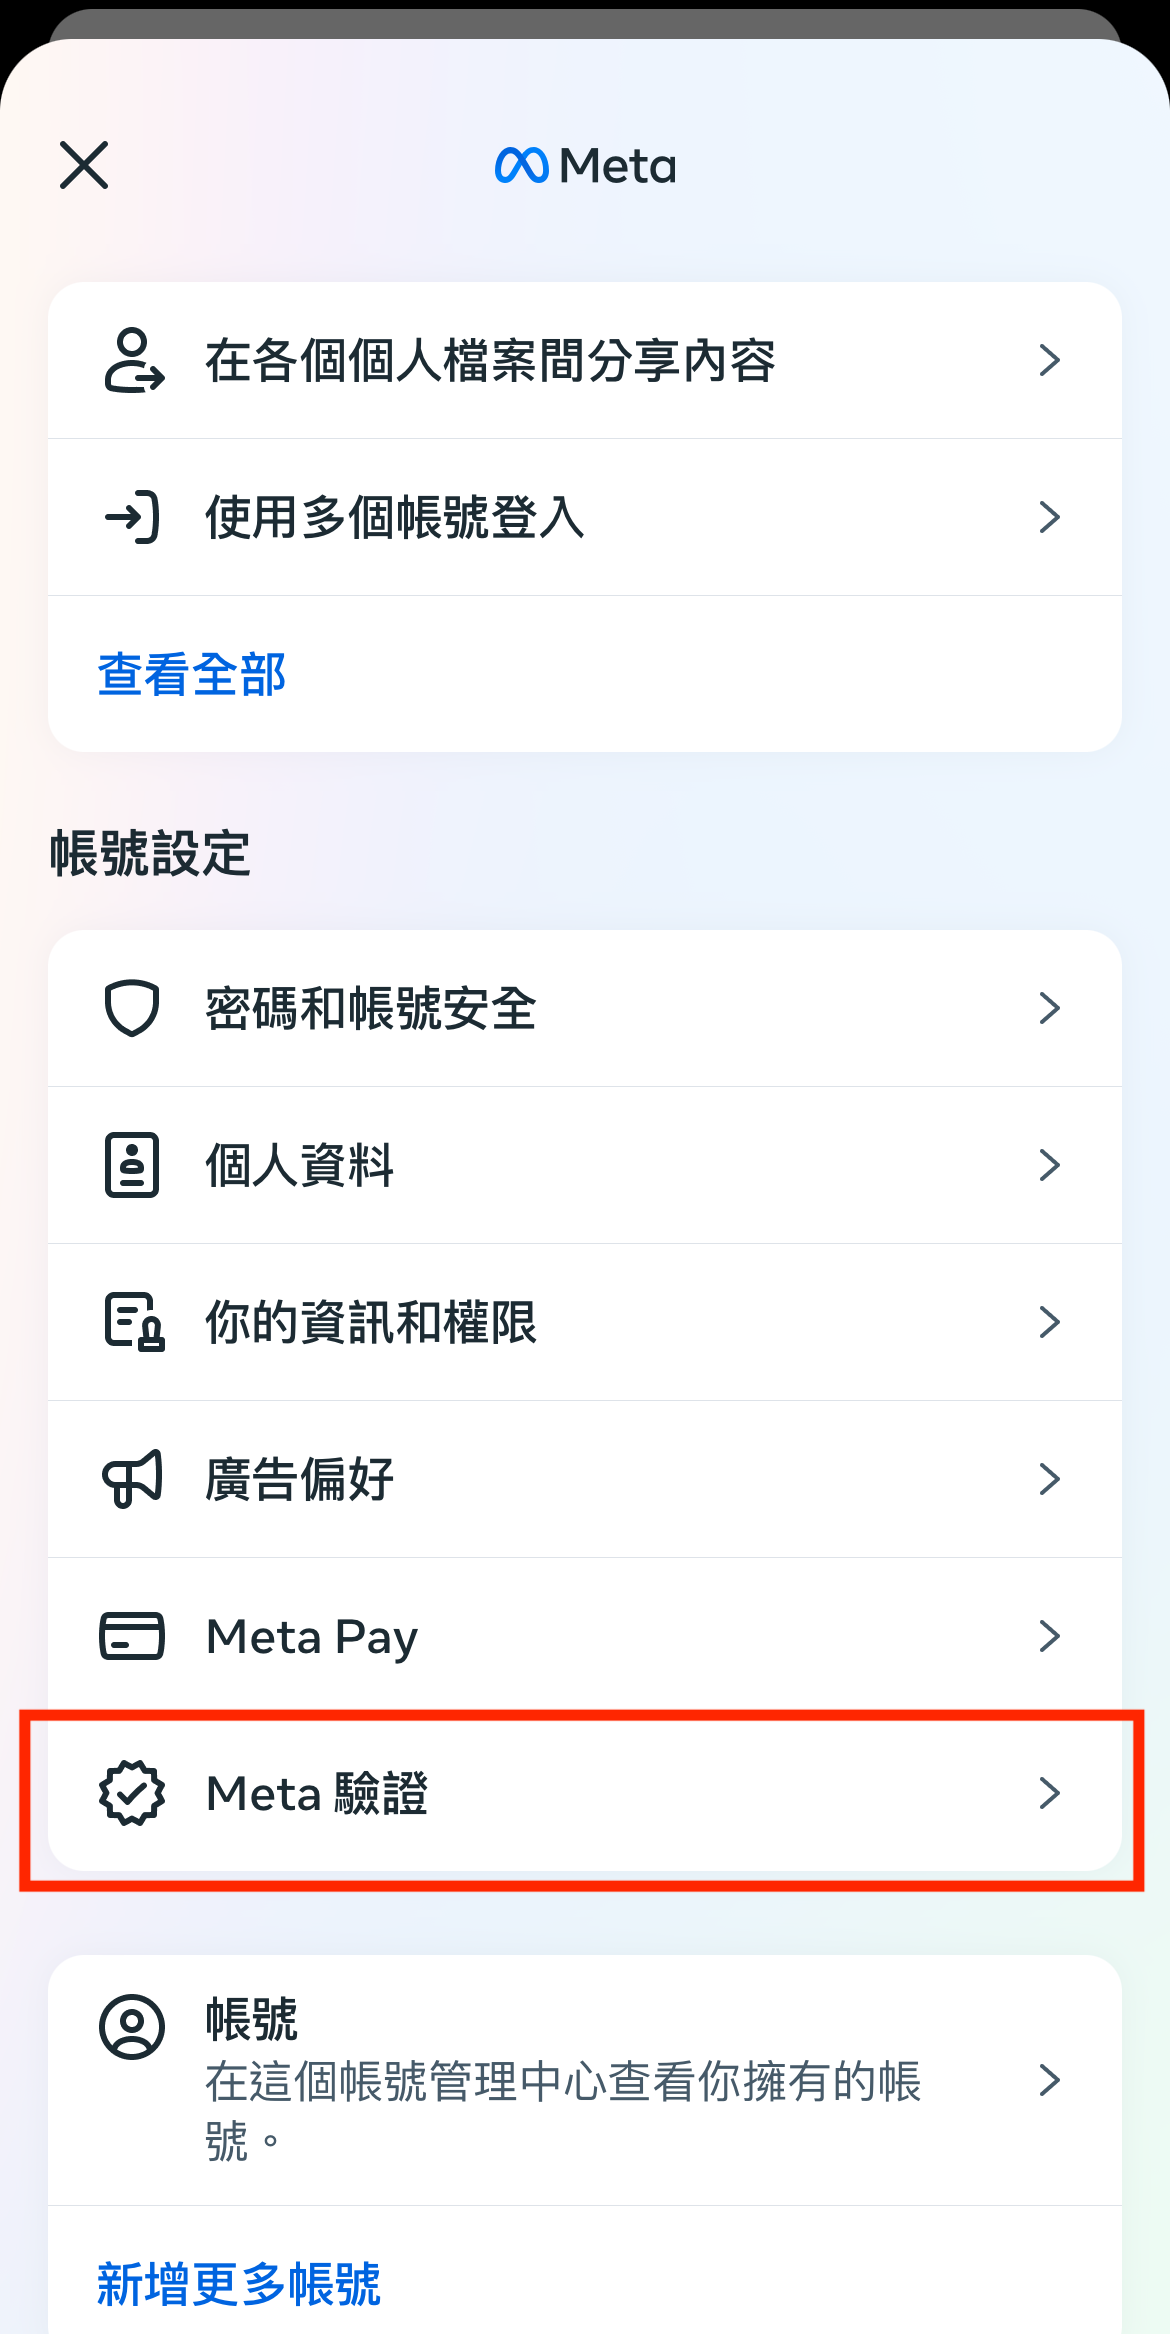 Meta
在各個個人檔案間分享內容
使用多個帳號登入
查看全部
帳號設定
密碼和帳號安全
個人資料
你的資訊和權限
廣告偏好
Meta Pay
Meta 驗證
帳號
在這個帳號管理中心查看你擁有的帳
號。
新增更多帳號